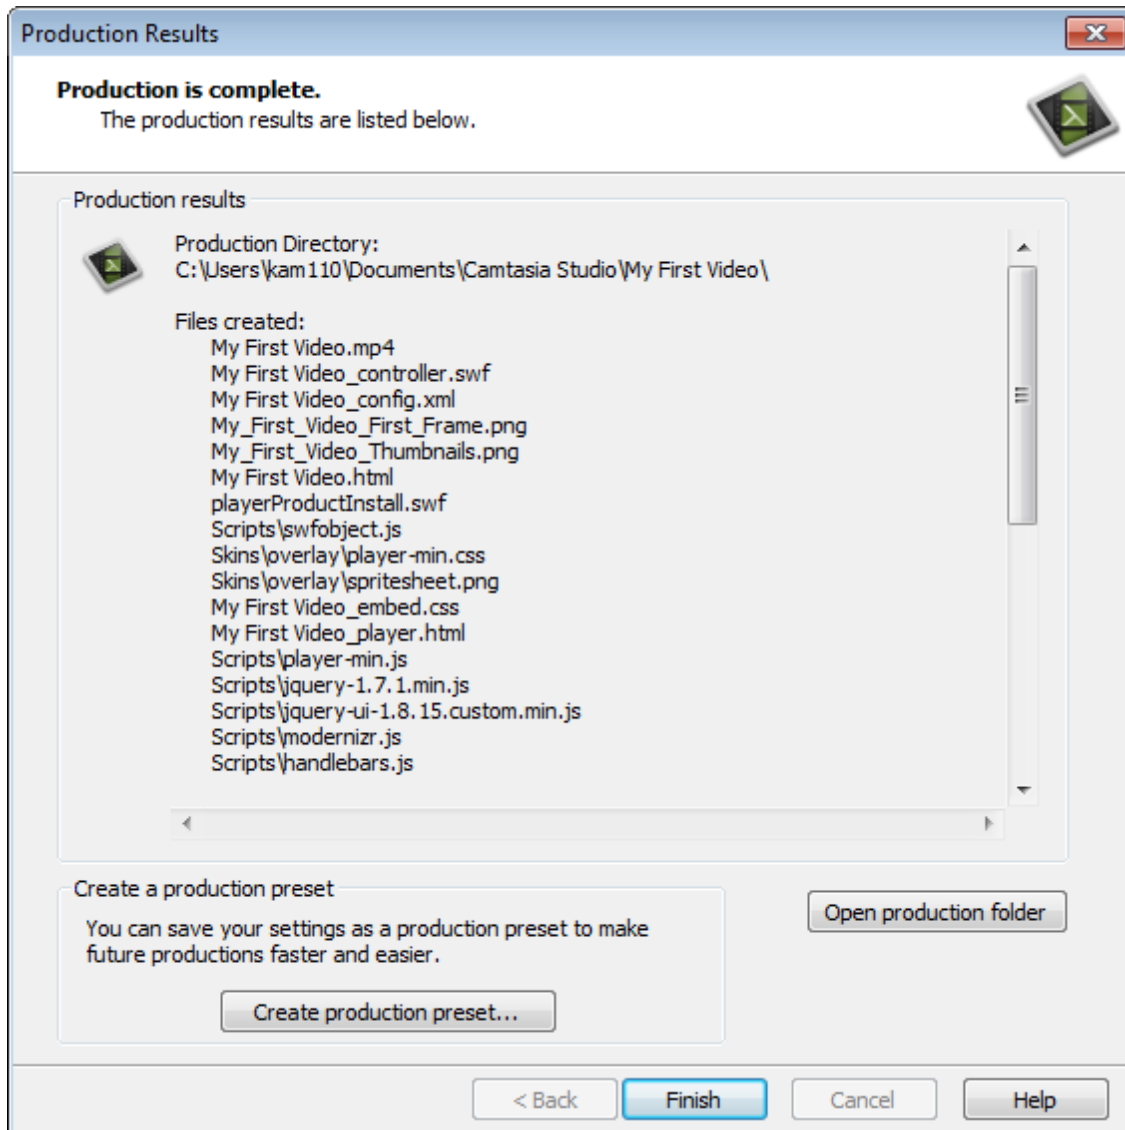 Production Results
Production is complete.
The production results are listed below.
Production results
Production Directory:
C:\Users\kam110\Documents\Camtasia Studio\My First Video\
Files created:
My First Video.mp4
My First Video_controller.swf
My First Video_config.xml
My_First_Video_First_Frame.png
My_First_Video_Thumbnails.png
My First Video.html
playerProductInstall.swf
Scripts\swfobject.js
Skins\overlay\player-min.css
Skins\overlay\spritesheet.png
My First Video_embed.css
My First Video_player.html
Scripts\player-min.js
Scripts\jquery-1.7.1.min.js
Scripts\jquery-ui-1.8.15.custom.min.js
Scripts\modernizr.js
Scripts\handlebars.js
Create a production preset
You can save your settings as a production preset to make
future productions faster and easier.
Create production preset...
Open production folder
< Back
Finish
Cancel
Help